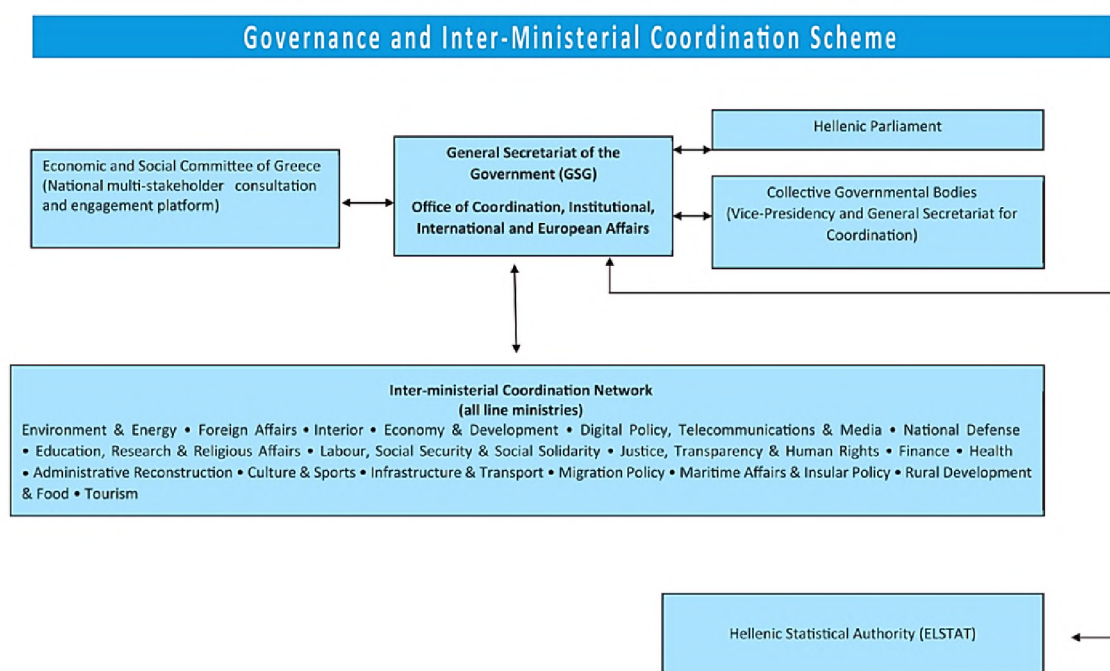 Governance and Inter-Ministerial Coordination Scheme
Economic and Social Committee of Greece
(National multi-stakeholder consultation
and engagement platform)
General Secretariat of the
Government (GSG)
Office of Coordination, Institutional,
International and European Affairs
Hellenic Parliament
Collective Governmental Bodies
(Vice-Presidency and General Secretariat for
Coordination)
Inter-ministerial Coordination Network
(all line ministries)
Environment & Energy • Foreign Affairs • Interior • Economy & Development • Digital Policy, Telecommunications & Media • National Defense
• Education, Research & Religious Affairs • Labour, Social Security & Social Solidarity • Justice, Transparency & Human Rights • Finance • Health
• Administrative Reconstruction • Culture & Sports • Infrastructure & Transport • Migration Policy • Maritime Affairs & Insular Policy • Rural Development
& Food • Tourism
Hellenic Statistical Authority (ELSTAT)